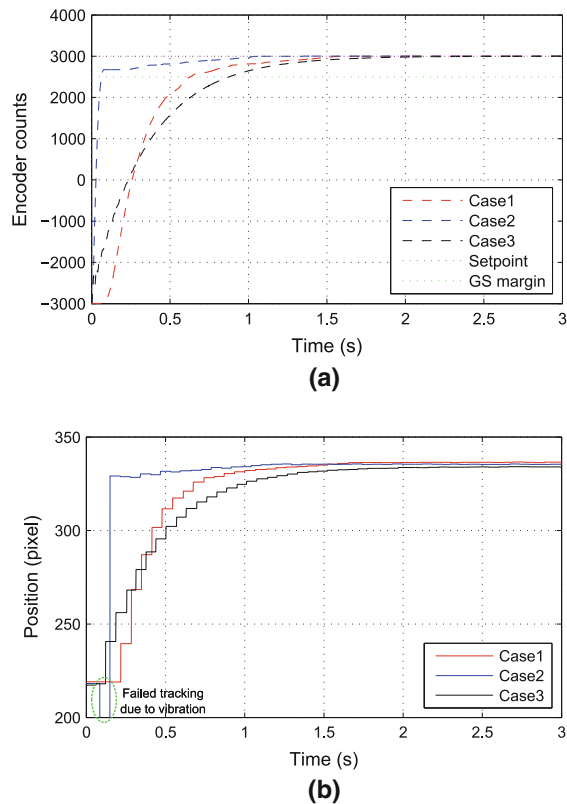 4000
3000
2000
1000
0
−1000
−2000
−3000
Encoder counts
Case1
Case2
Case3
Setpoint
GS margin
0 0.5 1 1.5 2 2.5 3
Time (s)
(a)
350
300
250
200
Position (pixel)
Failed tracking
due to vibration
Case1
Case2
Case3
0 0.5 1 1.5 2 2.5 3
Time (s)
(b)